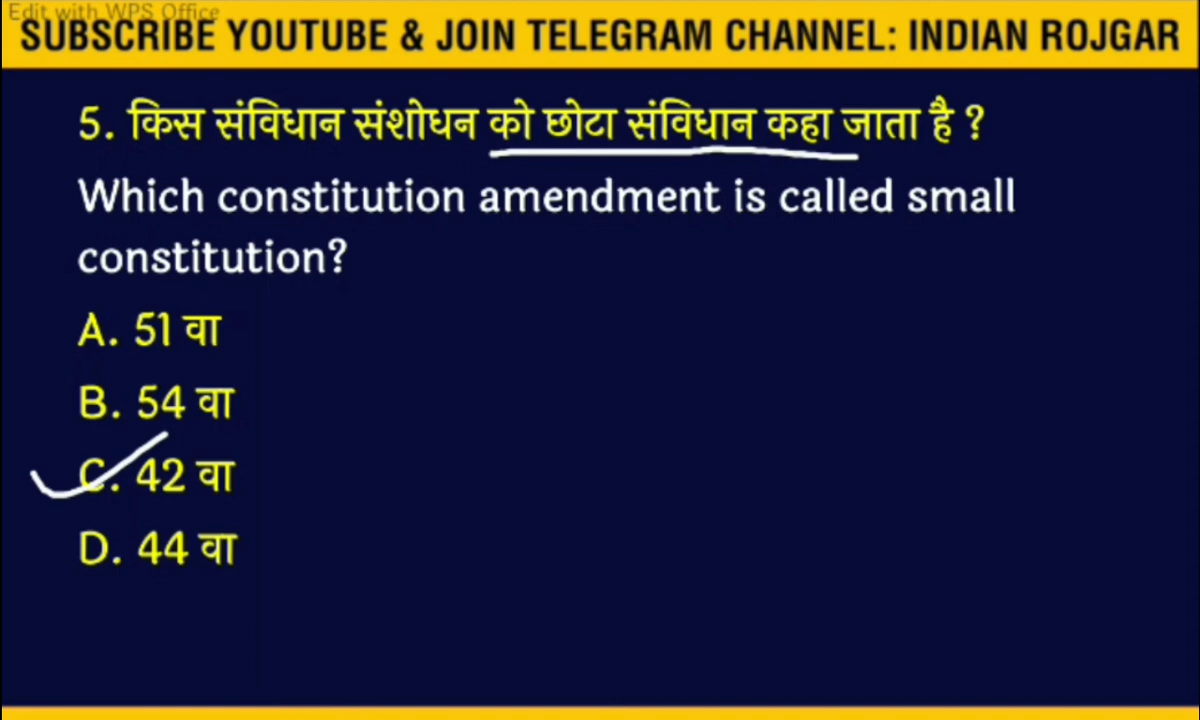 Edit with WPS Office
SUBSCRIBE YOUTUBE & JOIN TELEGRAM CHANNEL: INDIAN ROJGAR
5. किस संविधान संशोधन को छोटा संविधान कहा जाता है ?
Which constitution amendment is called small
constitution?
A. 51 वा
B. 54 वा
C. 42 वा
D. 44 वा